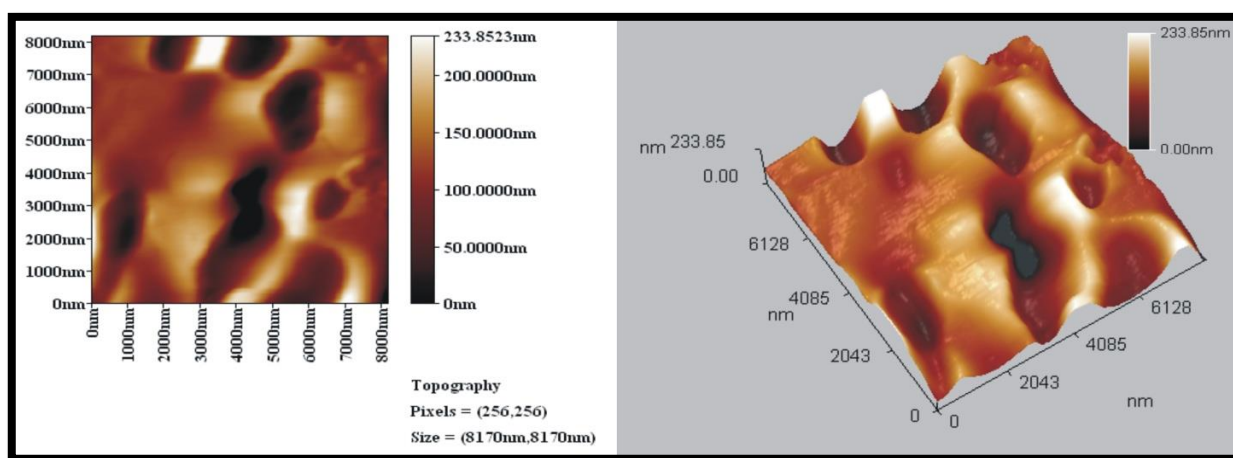 8000nm
7000nm
6000nm
5000nm
4000nm
3000nm
2000nm
1000nm
0nm
0nm
1000nm
2000nm
3000nm
4000nm
5000nm
6000nm
7000nm
8000nm
233.8523nm
200.0000nm
150.0000nm
100.0000nm
50.0000nm
0nm
Topography
Pixels = (256,256)
Size = (8170nm,8170nm)
233.85nm
0.00nm
nm 233.85
0.00
6128
4085
nm
2043
0
0
2043
4085
6128
nm